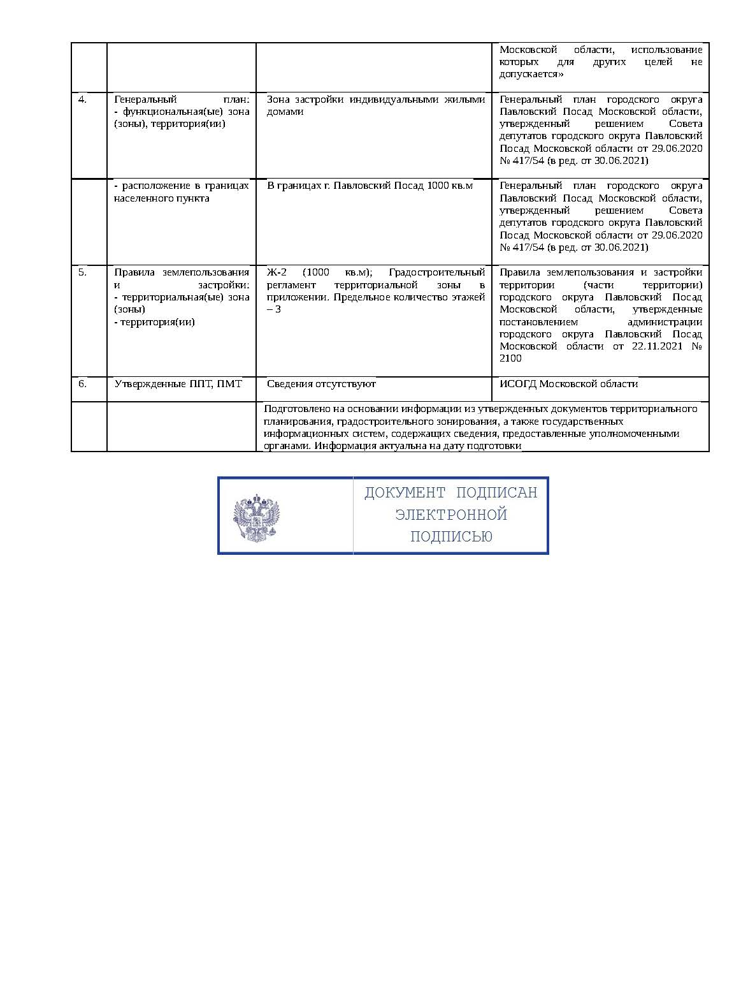 Московской области, использование
которых для других целей не
допускается»
4.
Генеральный план:
- функциональная(ые) зона
(зоны), территория(ии)
Зона застройки индивидуальными жилыми
домами
Генеральный план городского округа
Павловский Посад Московской области,
утвержденный решением Совета
депутатов городского округа Павловский
Посад Московской области от 29.06.2020
№ 417/54 (в ред. от 30.06.2021)
- расположение в границах
населенного пункта
В границах г. Павловский Посад 1000 кв.м
Генеральный план городского округа
Павловский Посад Московской области,
утвержденный решением Совета
депутатов городского округа Павловский
Посад Московской области от 29.06.2020
№ 417/54 (в ред. от 30.06.2021)
5.
Правила землепользования
и застройки:
- территориальная(ые) зона
(зоны)
- территория(ии)
Ж-2 (1000 кв.м); Градостроительный
регламент территориальной зоны в
приложении. Предельное количество этажей
– 3
Правила землепользования и застройки
территории (части территории)
городского округа Павловский Посад
Московской области, утвержденные
постановлением администрации
городского округа Павловский Посад
Московской области от 22.11.2021 №
2100
6.
Утвержденные ППТ, ПМТ
Сведения отсутствуют
ИСОГД Московской области
Подготовлено на основании информации из утвержденных документов территориального
планирования, градостроительного зонирования, а также государственных
информационных систем, содержащих сведения, предоставленные уполномоченными
органами. Информация актуальна на дату подготовки
ДОКУМЕНТ ПОДПИСАН
ЭЛЕКТРОННОЙ
ПОДПИСЬЮ